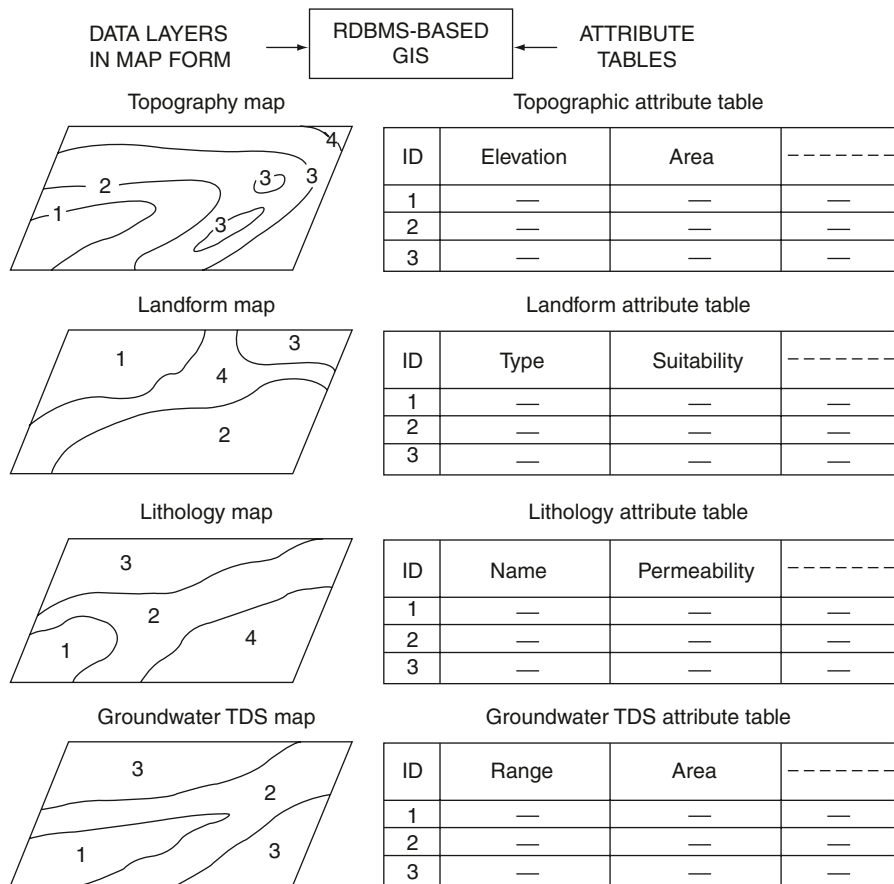 DATA LAYERS
IN MAP FORM
RDBMS-BASED
GIS
ATTRIBUTE
TABLES
Topography map
4
3
3
2
1
3
Topographic attribute table
ID Elevation Area
1 — — —
2 — — —
3 — — —
Landform map
1
3
4
2
Landform attribute table
ID Type Suitability
1 — — —
2 — — —
3 — — —
Lithology map
3
2
1
4
Lithology attribute table
ID Name Permeability
1 — — —
2 — — —
3 — — —
Groundwater TDS map
3
2
1
3
Groundwater TDS attribute table
ID Range Area
1 — — —
2 — — —
3 — — —